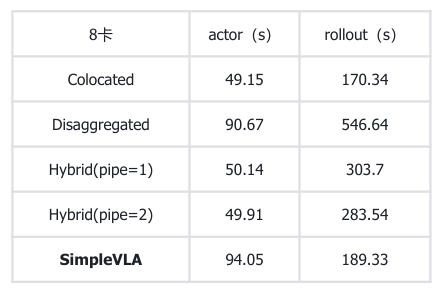 8卡 actor（s） rollout（s）
Colocated 49.15 170.34
Disaggregated 90.67 546.64
Hybrid(pipe=1) 50.14 303.7
Hybrid(pipe=2) 49.91 283.54
SimpleVLA 94.05 189.33